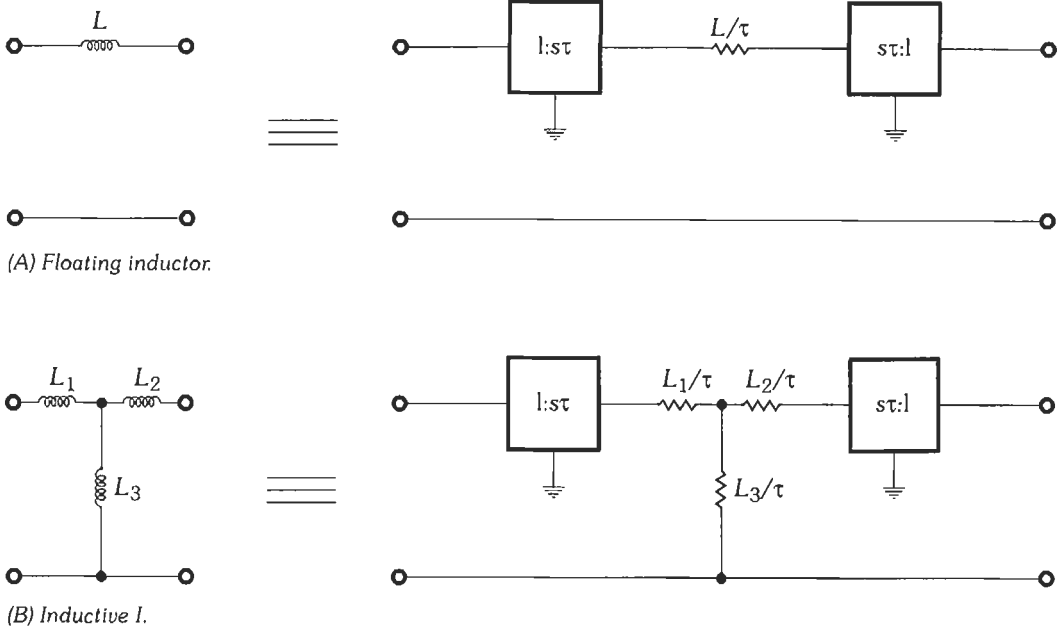 L
1:sτ
L/τ
sτ:1
(A) Floating inductor.
L1
L2
L3
1:sτ
L1/τ
L2/τ
sτ:1
L3/τ
(B) Inductive I.